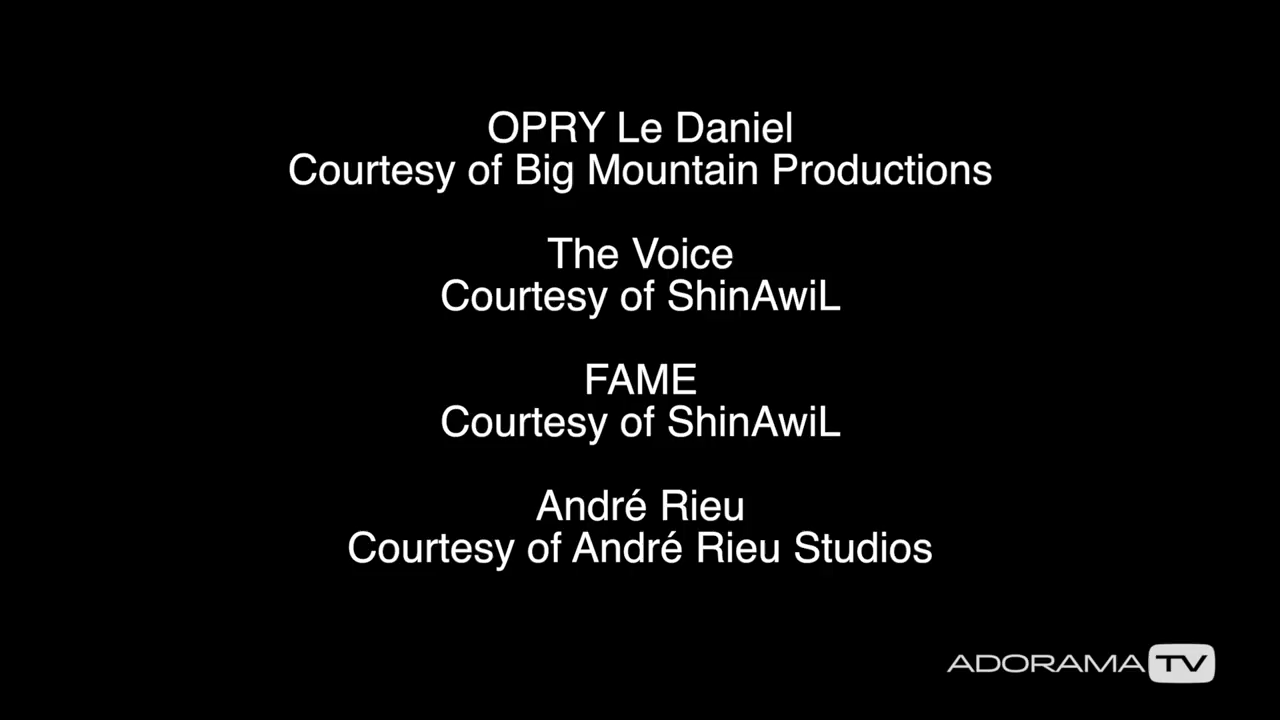 OPRY Le Daniel
Courtesy of Big Mountain Productions
The Voice
Courtesy of ShinAwiL
FAME
Courtesy of ShinAwiL
André Rieu
Courtesy of André Rieu Studios
ADORAMA TV